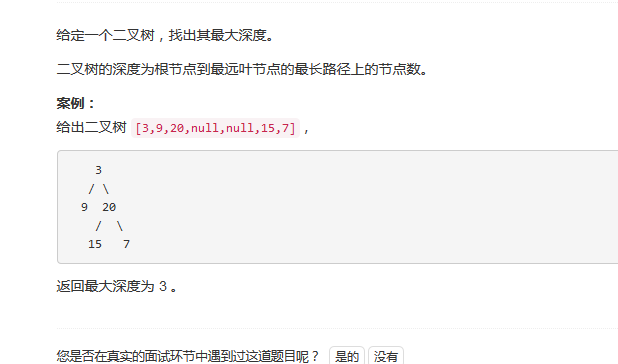 给定一个二叉树，找出其最大深度。
二叉树的深度为根节点到最远叶节点的最长路径上的节点数。
案例：
给出二叉树 [3,9,20,null,null,15,7]，
3
/ \
9  20
/  \
15   7
返回最大深度为 3 。
您是否在真实的面试环节中遇到过这道题目呢？ 是的 没有